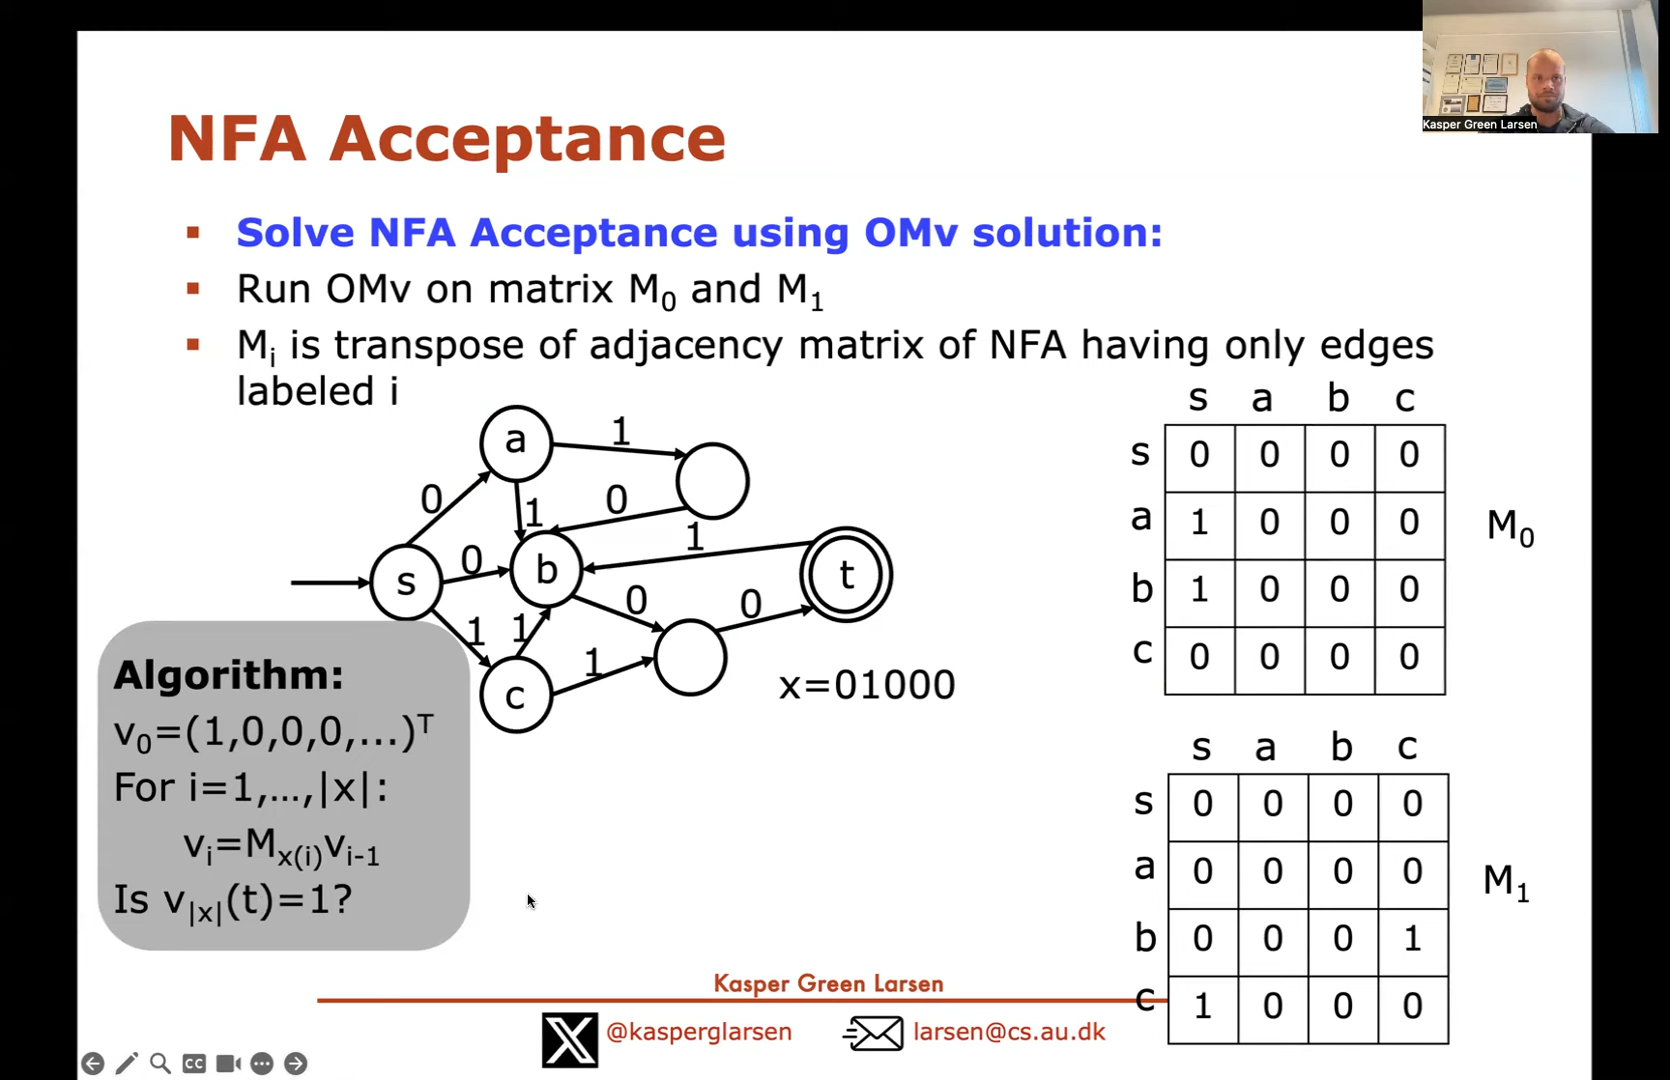 Kasper Green Larsen
NFA Acceptance
Solve NFA Acceptance using OMv solution:
Run OMv on matrix M₀ and M₁
Mᵢ is transpose of adjacency matrix of NFA having only edges
labeled i
a
1
0
1
0
1
s
0
b
t
0
0
1
1
1
c
x=01000
Algorithm:
v₀=(1,0,0,0,...)ᵀ
For i=1,...,|x|:
vᵢ=Mₓ₍ᵢ₎vᵢ₋₁
Is v|ₓ|(t)=1?
s a b c
s 0 0 0 0
a 1 0 0 0
b 1 0 0 0
c 0 0 0 0
M₀
s a b c
s 0 0 0 0
a 0 0 0 0
b 0 0 0 1
c 1 0 0 0
M₁
Kasper Green Larsen
X @kasperglarsen larsen@cs.au.dk
CC